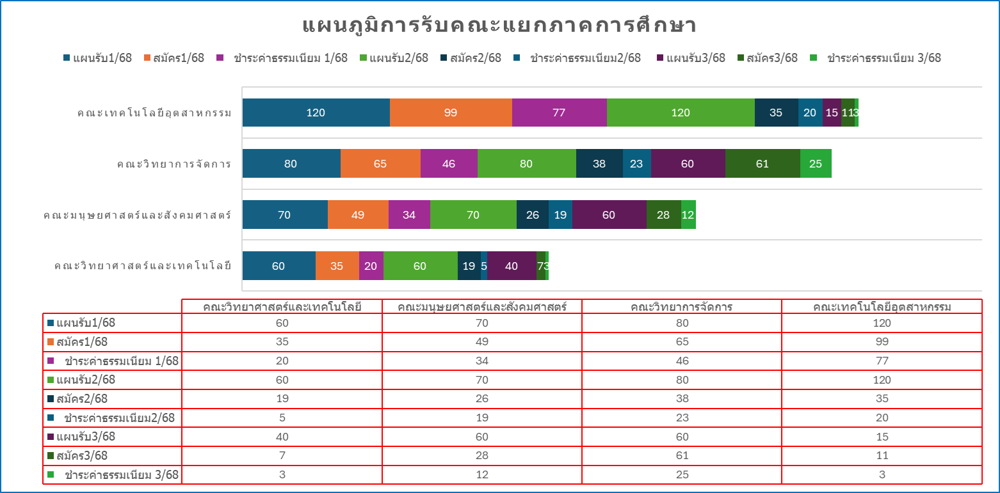 แผนภูมิการรับคณะแยกภาคการศึกษา
แผนรับ1/68 สมัคร1/68 ชำระค่าธรรมเนียม 1/68 แผนรับ2/68 สมัคร2/68 ชำระค่าธรรมเนียม2/68 แผนรับ3/68 สมัคร3/68 ชำระค่าธรรมเนียม 3/68
คณะเทคโนโลยีอุตสาหกรรม 120 99 77 120 35 20 15 11 3
คณะวิทยาการจัดการ 80 65 46 80 38 23 60 61 25
คณะมนุษยศาสตร์และสังคมศาสตร์ 70 49 34 70 26 19 60 28 12
คณะวิทยาศาสตร์และเทคโนโลยี 60 35 20 60 19 5 40 7 3
คณะวิทยาศาสตร์และเทคโนโลยี คณะมนุษยศาสตร์และสังคมศาสตร์ คณะวิทยาการจัดการ คณะเทคโนโลยีอุตสาหกรรม
แผนรับ1/68 60 70 80 120
สมัคร1/68 35 49 65 99
ชำระค่าธรรมเนียม 1/68 20 34 46 77
แผนรับ2/68 60 70 80 120
สมัคร2/68 19 26 38 35
ชำระค่าธรรมเนียม2/68 5 19 23 20
แผนรับ3/68 40 60 60 15
สมัคร3/68 7 28 61 11
ชำระค่าธรรมเนียม 3/68 3 12 25 3